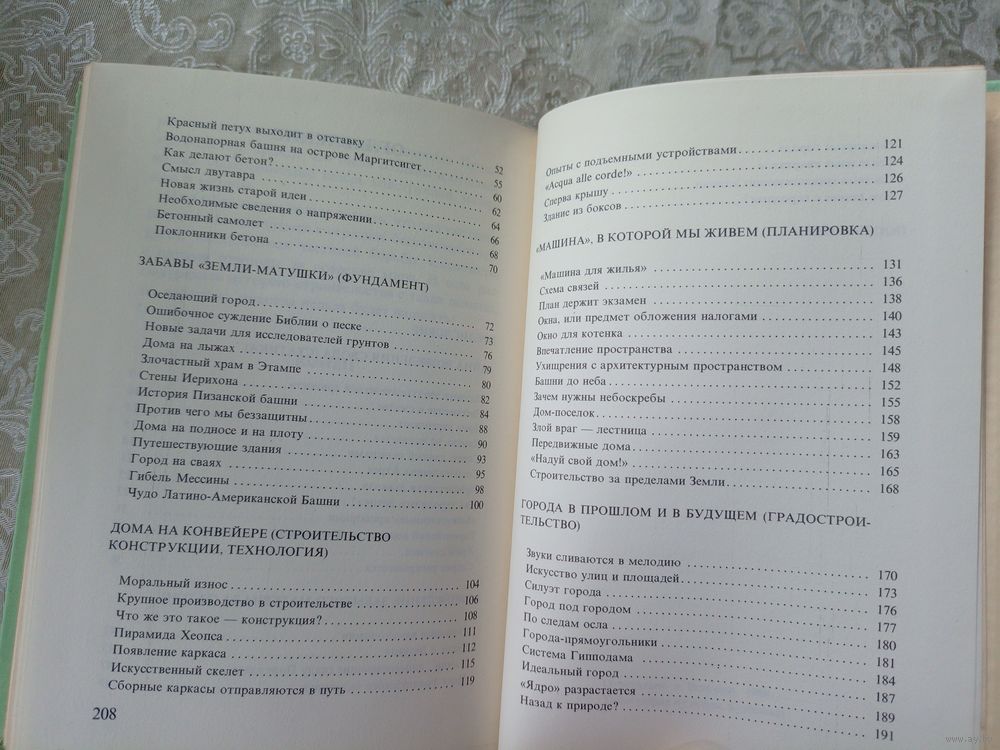 Красный петух выходит в отставку 52
Водонапорная башня на острове Маргитсигет 55
Как делают бетон? 60
Смысл двутавра 62
Новая жизнь старой идеи 64
Необходимые сведения о напряжении 66
Бетонный самолет 68
Поклонники бетона 70
ЗАБАВЫ «ЗЕМЛИ-МАТУШКИ» (ФУНДАМЕНТ)
Оседающий город 72
Ошибочное суждение Библии о песке 73
Новые задачи для исследователей грунтов 76
Дома на лыжах 79
Злочастный храм в Этампе 80
Стены Иерихона 82
История Пизанской башни 84
Против чего мы беззащитны 88
Дома на подносе и на плоту 90
Путешествующие здания 93
Город на сваях 95
Гибель Мессины 98
Чудо Латино-Американской Башни 100
ДОМА НА КОНВЕЙЕРЕ (СТРОИТЕЛЬСТВО
КОНСТРУКЦИИ, ТЕХНОЛОГИЯ)
Моральный износ 104
Крупное производство в строительстве 106
Что же это такое — конструкция? 108
Пирамида Хеопса 111
Появление каркаса 112
Искусственный скелет 115
Сборные каркасы отправляются в путь 119
208
Опыты с подъемными устройствами 121
«Acqua alle corde!» 124
Сперва крышу 126
Здание из боксов 127
«МАШИНА», В КОТОРОЙ МЫ ЖИВЕМ (ПЛАНИРОВКА)
«Машина для жилья» 131
Схема связей 136
План держит экзамен 138
Окна, или предмет обложения налогами 140
Окно для котенка 143
Впечатление пространства 145
Ухищрения с архитектурным пространством 148
Башни до неба 152
Зачем нужны небоскребы 155
Дом-поселок 158
Злой враг — лестница 159
Передвижные дома 163
«Надуй свой дом!» 165
Строительство за пределами Земли 168
ГОРОДА В ПРОШЛОМ И В БУДУЩЕМ (ГРАДОСТРОИ-
ТЕЛЬСТВО)
Звуки сливаются в мелодию 170
Искусство улиц и площадей 173
Силуэт города 176
Город под городом 177
По следам осла 180
Города-прямоугольники 181
Система Гипподама 184
Идеальный город 187
«Ядро» разрастается 189
Назад к природе? 191